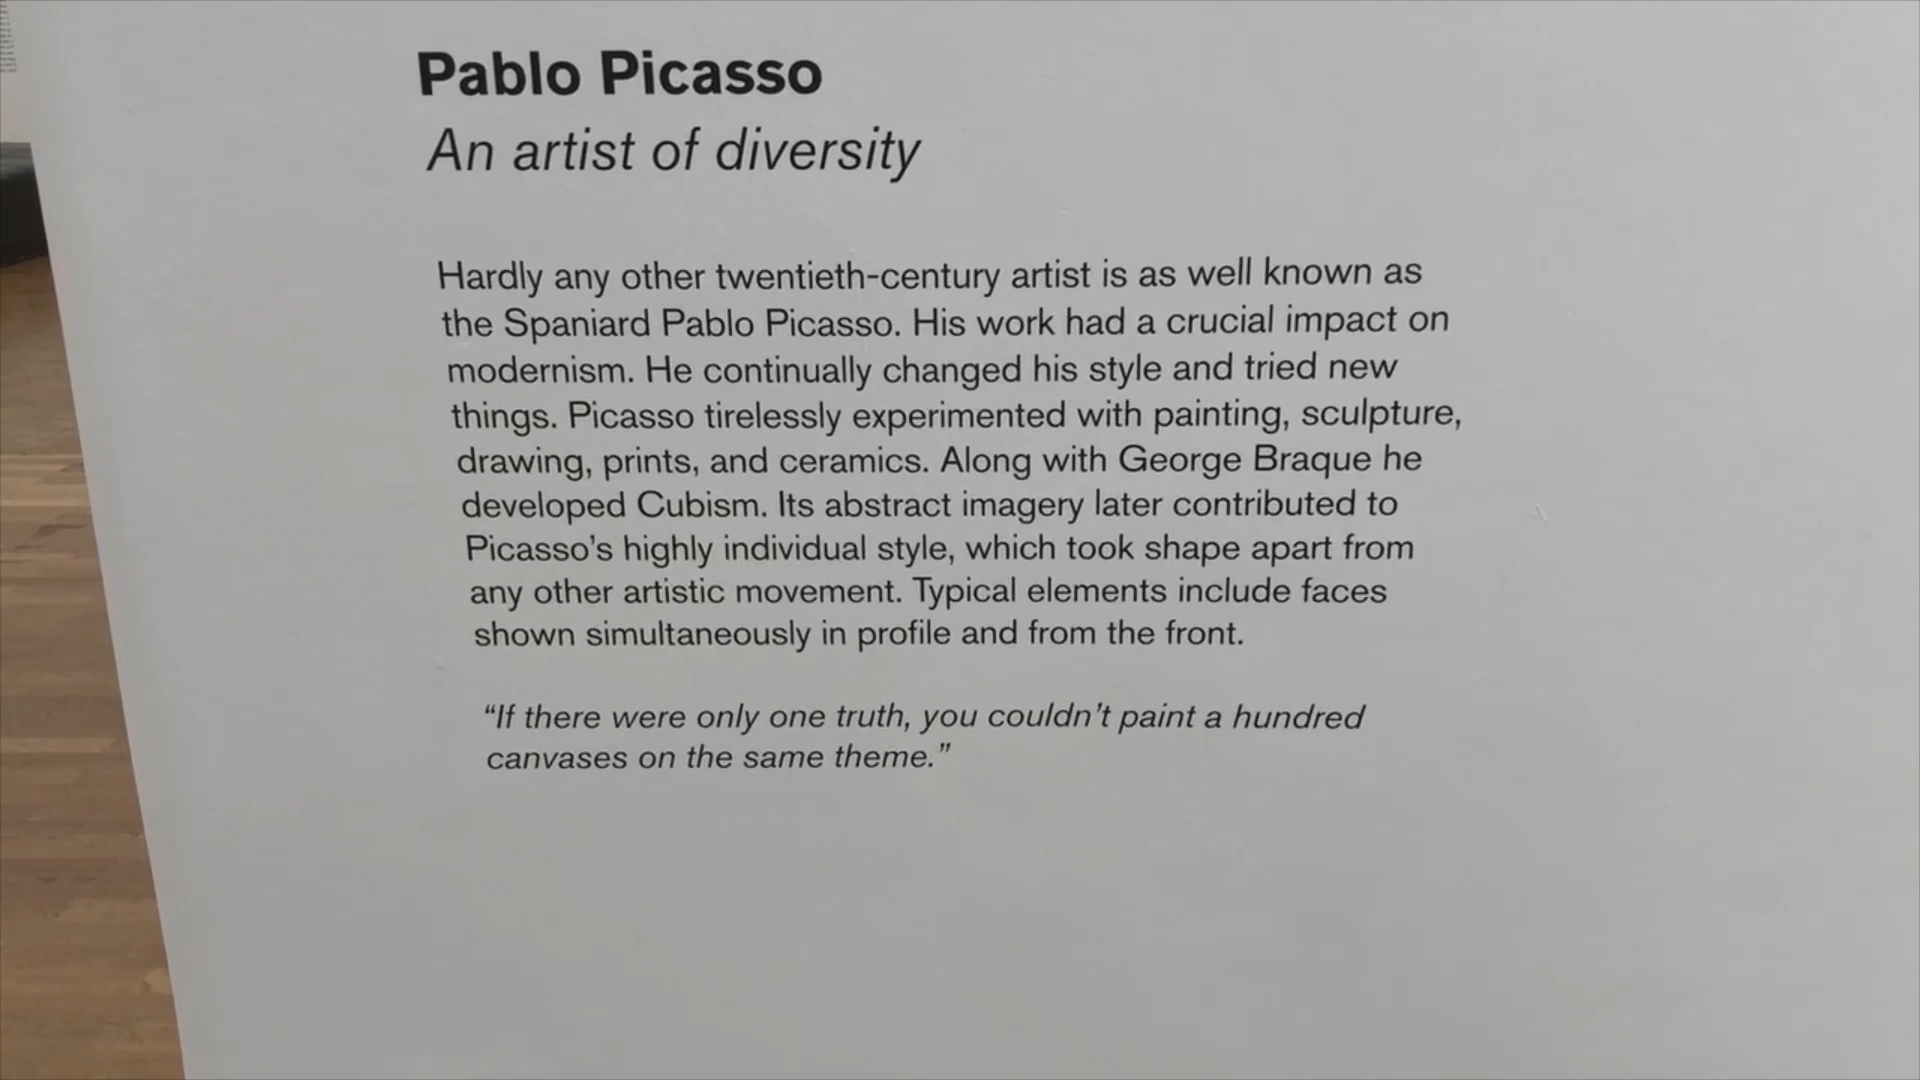 Pablo Picasso
An artist of diversity
Hardly any other twentieth-century artist is as well known as
the Spaniard Pablo Picasso. His work had a crucial impact on
modernism. He continually changed his style and tried new
things. Picasso tirelessly experimented with painting, sculpture,
drawing, prints, and ceramics. Along with George Braque he
developed Cubism. Its abstract imagery later contributed to
Picasso’s highly individual style, which took shape apart from
any other artistic movement. Typical elements include faces
shown simultaneously in profile and from the front.
“If there were only one truth, you couldn’t paint a hundred
canvases on the same theme.”